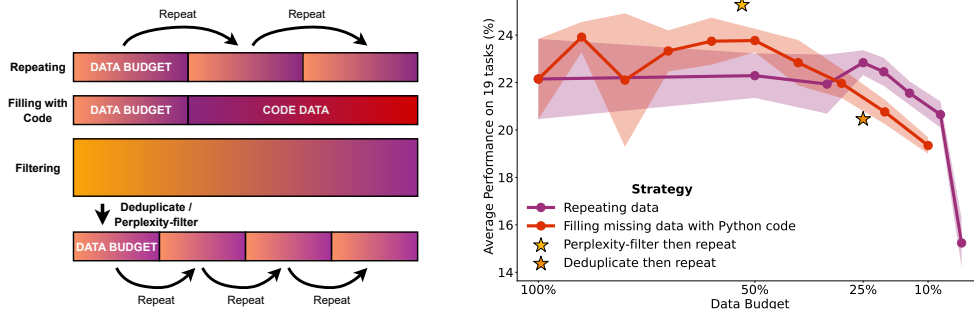 Repeat
Repeat
Repeating
DATA BUDGET
Filling with
Code
DATA BUDGET
CODE DATA
Filtering
Deduplicate /
Perplexity-filter
DATA BUDGET
Repeat
Repeat
Repeat
Average Performance on 19 tasks (%)
24
22
20
18
16
14
Strategy
Repeating data
Filling missing data with Python code
Perplexity-filter then repeat
Deduplicate then repeat
100%
50%
25%
10%
Data Budget